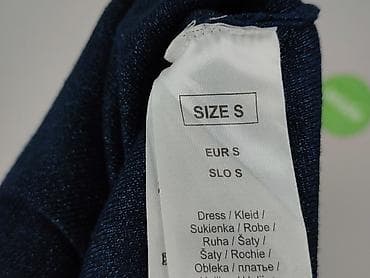 SIZE S
EUR S
SLO S
Dress / Kleid /
Sukienka / Robe /
Ruha / Šaty /
Šaty / Rochie /
Obleka / платье /